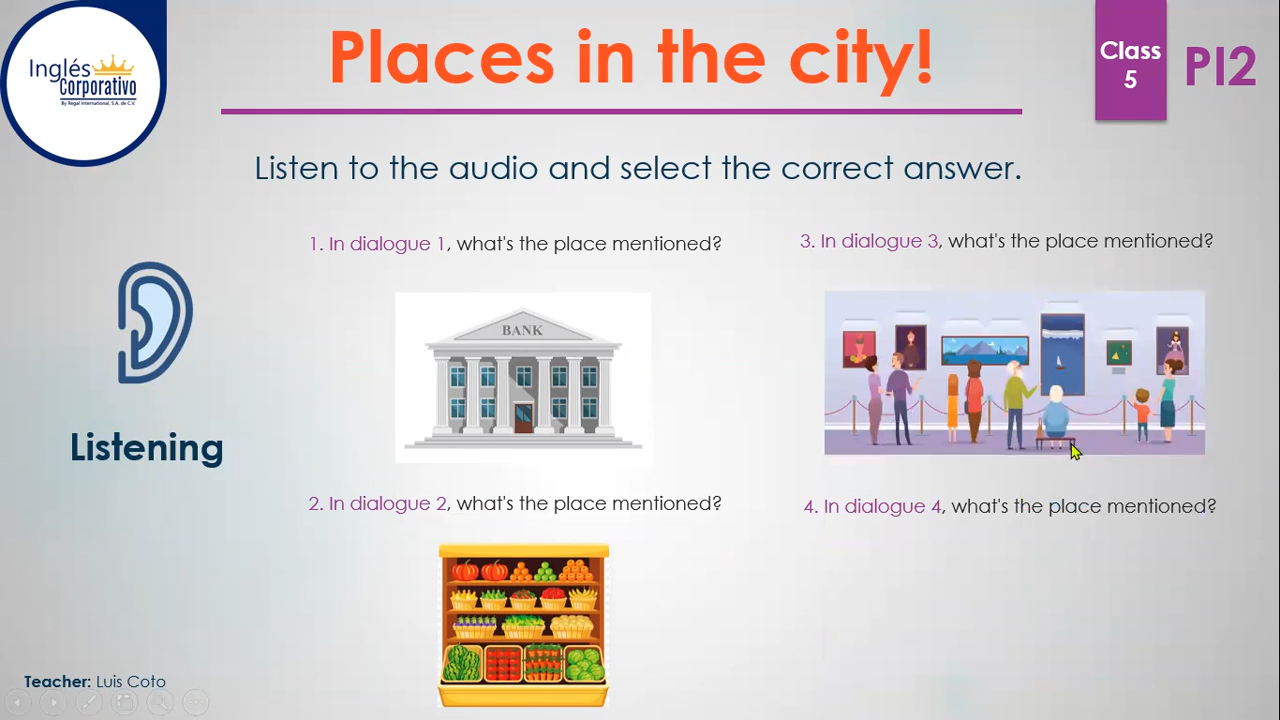 Inglés
Corporativo
By Regal International, S.A. de C.V.
Places in the city!
Class
5
PI2
Listen to the audio and select the correct answer.
Listening
1. In dialogue 1, what's the place mentioned?
BANK
2. In dialogue 2, what's the place mentioned?
3. In dialogue 3, what's the place mentioned?
4. In dialogue 4, what's the place mentioned?
Teacher: Luis Coto